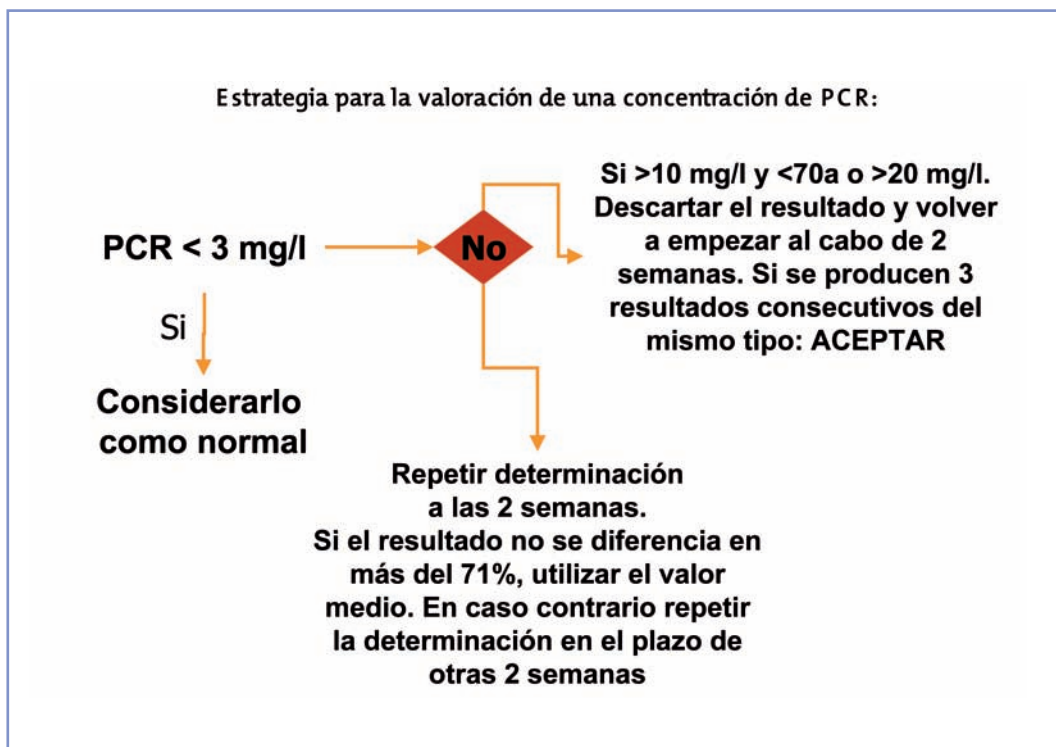 Estrategia para la valoración de una concentración de PCR:
PCR < 3 mg/l
No
Si >10 mg/l y <70a o >20 mg/l.
Descartar el resultado y volver
a empezar al cabo de 2
semanas. Si se producen 3
resultados consecutivos del
mismo tipo: ACEPTAR
Si
Considerarlo
como normal
Repetir determinación
a las 2 semanas.
Si el resultado no se diferencia en
más del 71%, utilizar el valor
medio. En caso contrario repetir
la determinación en el plazo de
otras 2 semanas